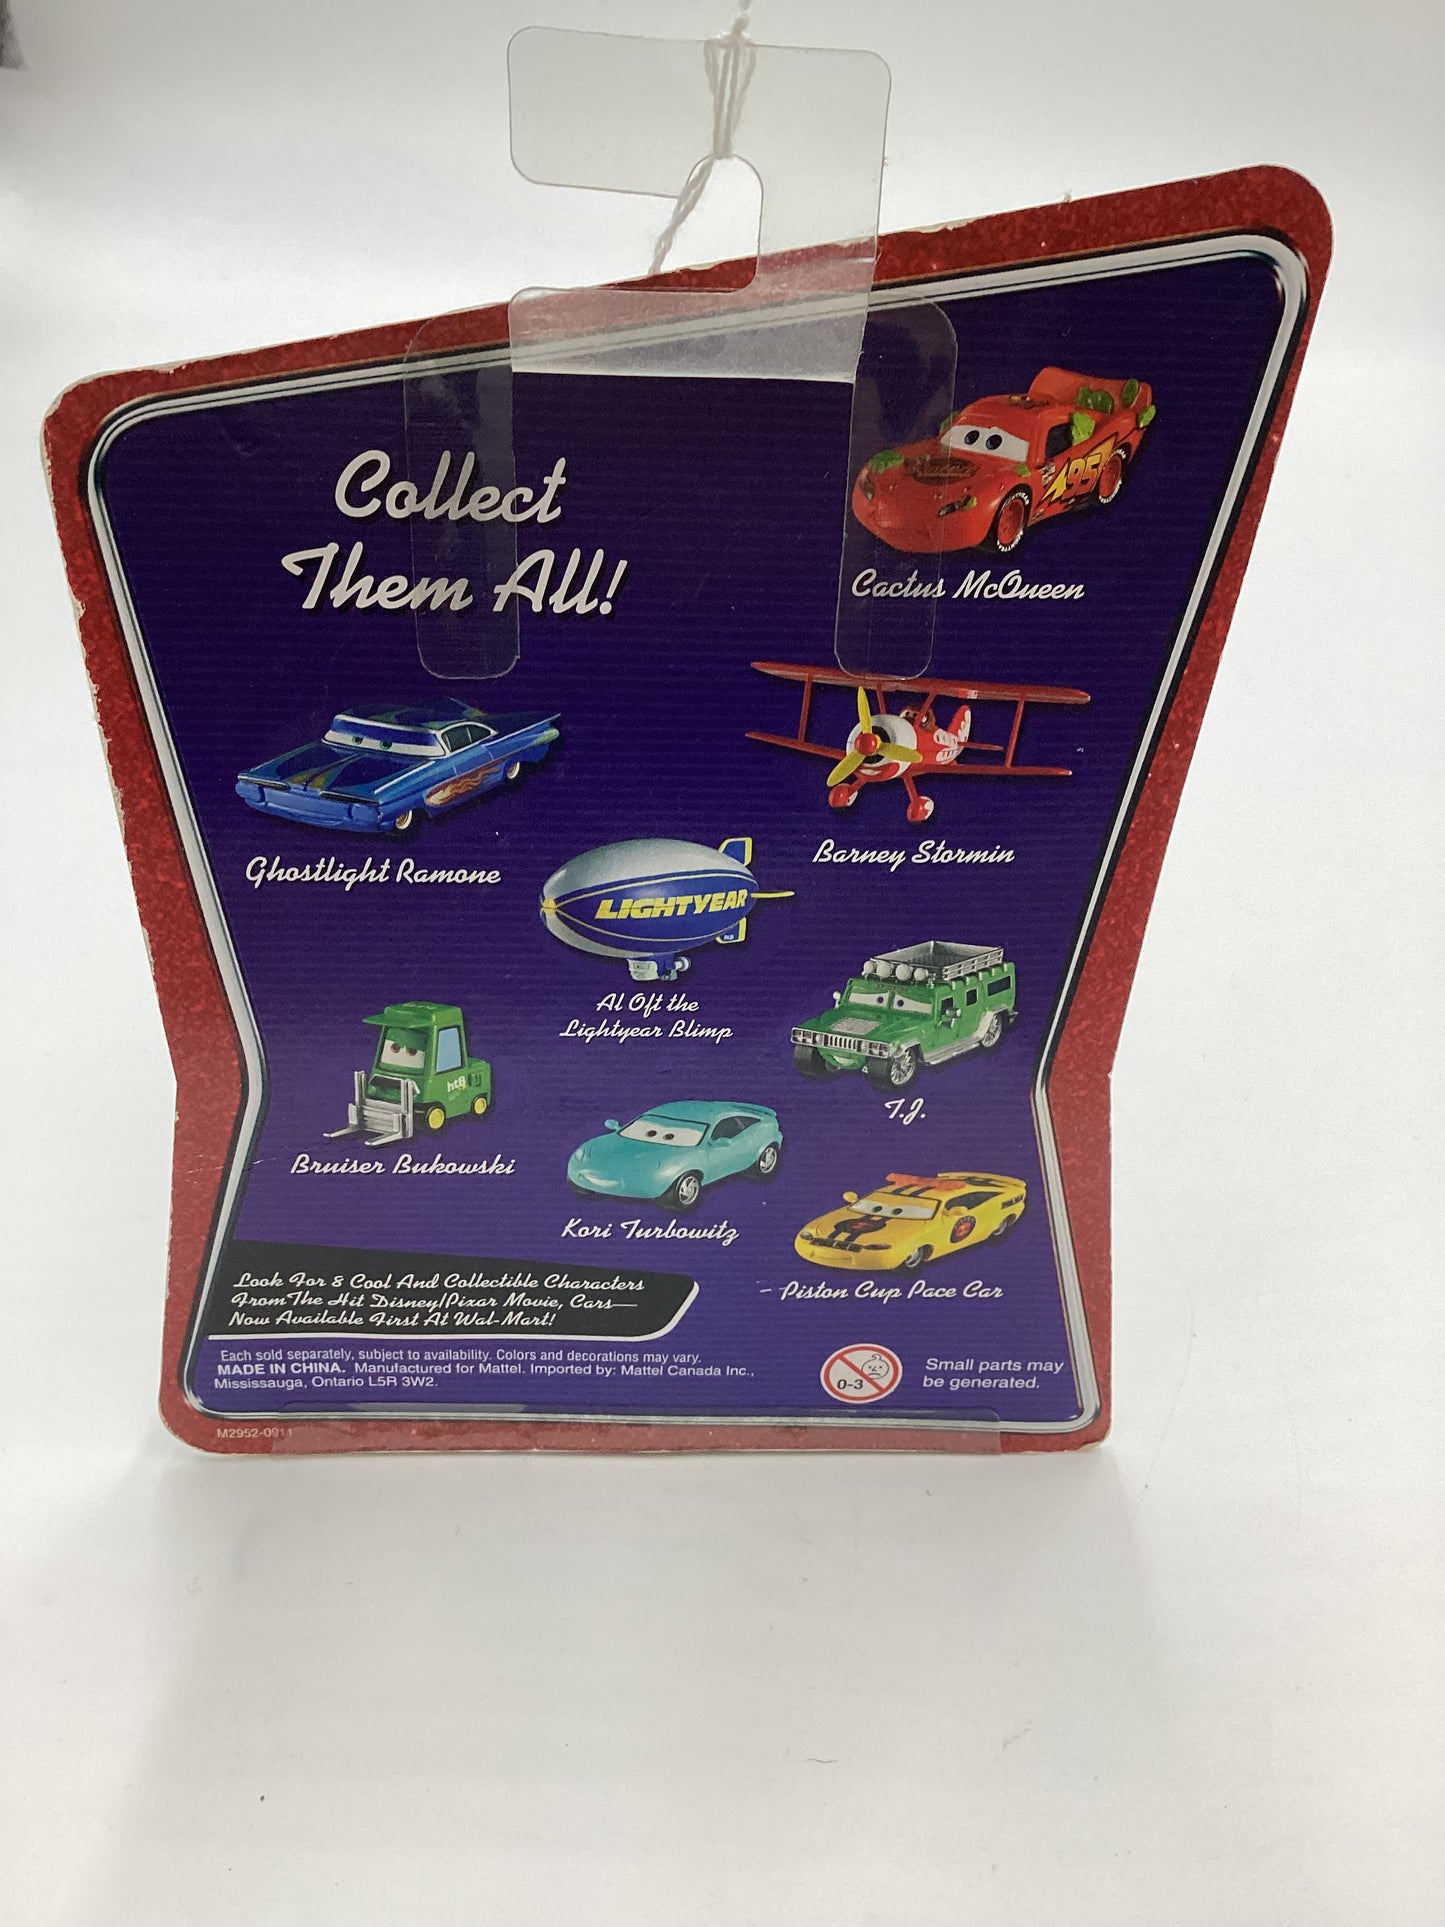 Collect
Them All!
95
Cactus McQueen
Ghostlight Ramone
Barney Stormin
LIGHTYEAR
Al Oft the
Lightyear Blimp
T.J.
htB
Bruiser Bukowski
Kori Turbowitz
Piston Cup Pace Car
Look For 8 Cool And Collectible Characters
From The Hit Disney/Pixar Movie, Cars—
Now Available First At Wal-Mart!
Each sold separately, subject to availability. Colors and decorations may vary.
MADE IN CHINA. Manufactured for Mattel. Imported by: Mattel Canada Inc.,
Mississauga, Ontario L5R 3W2.
0-3
Small parts may
be generated.
M2952-0911